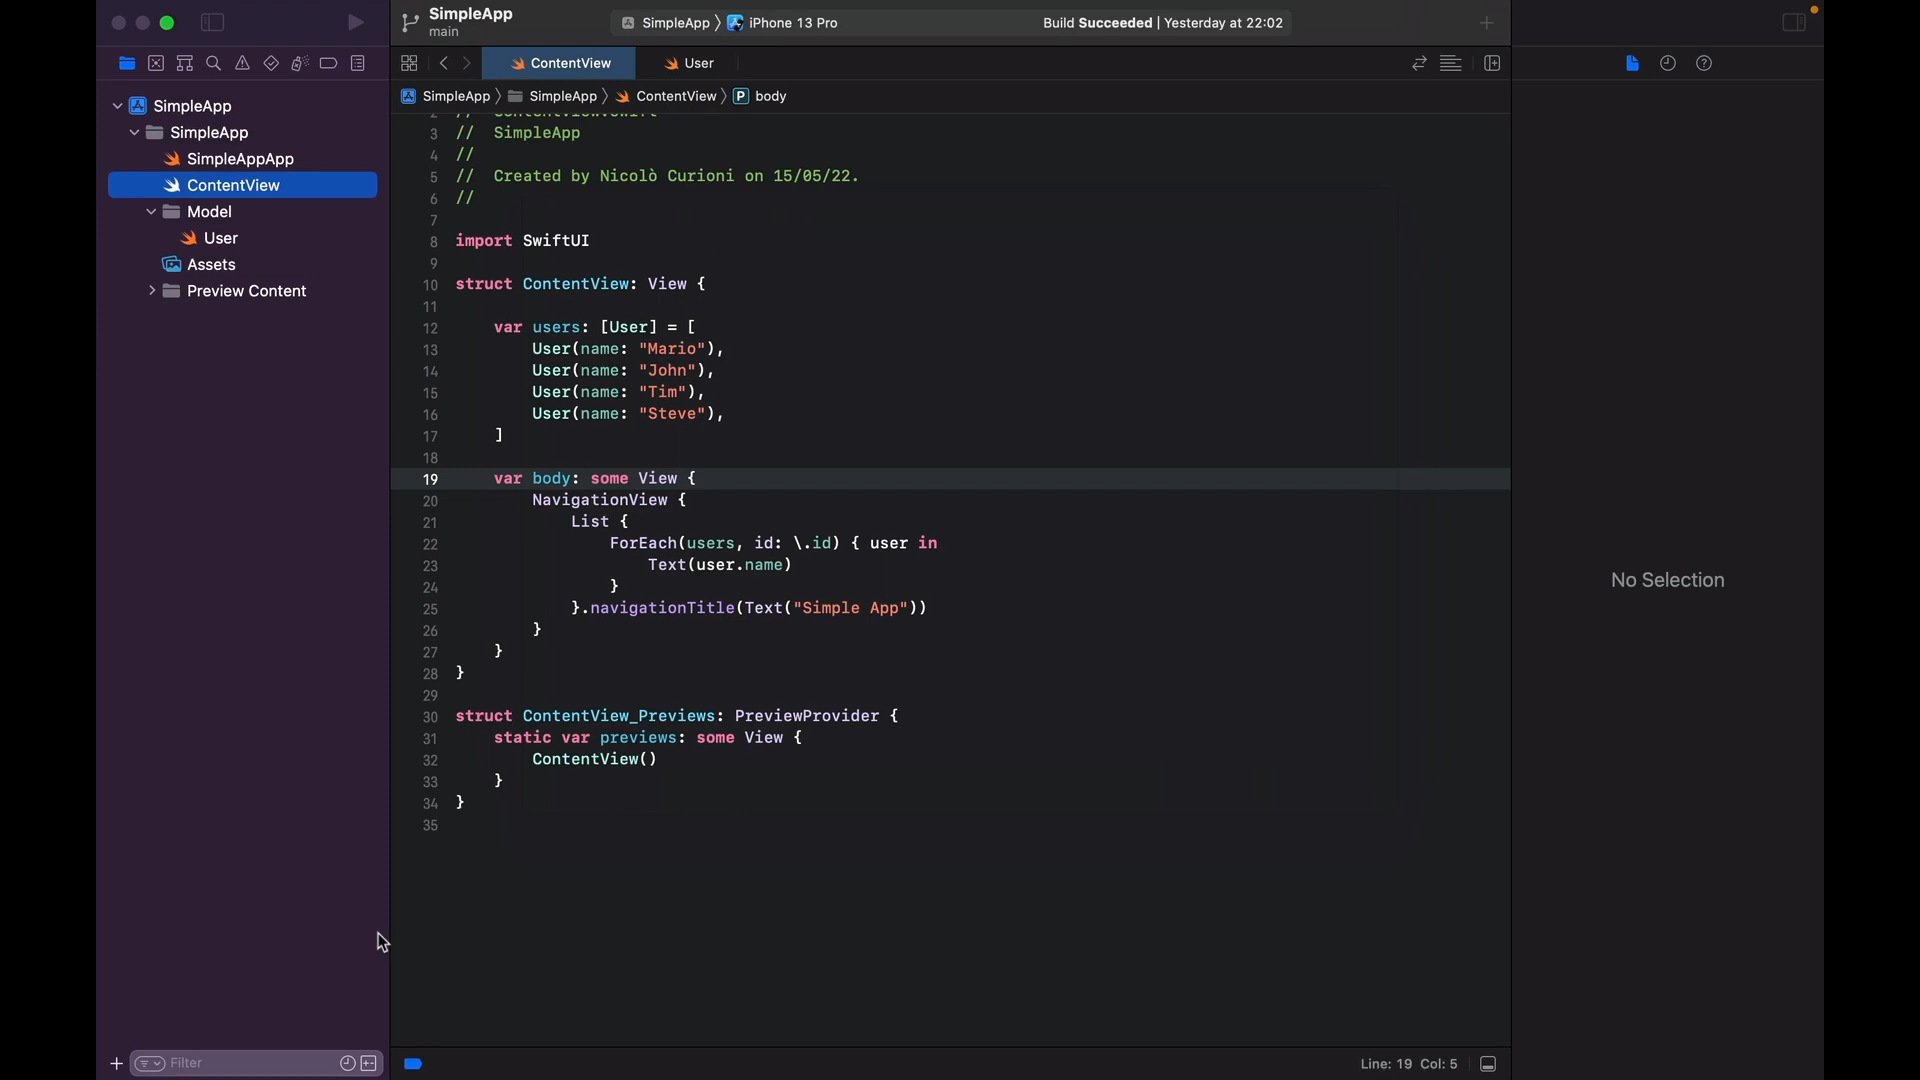 SimpleApp
main
SimpleApp
iPhone 13 Pro
Build Succeeded | Yesterday at 22:02
ContentView
User
SimpleApp
SimpleApp
ContentView
P
body
SimpleApp
SimpleApp
SimpleAppApp
ContentView
Model
User
Assets
Preview Content
2 // ContentView.swift
3 // SimpleApp
4 //
5 // Created by Nicolò Curioni on 15/05/22.
6 //
7
8 import SwiftUI
9
10 struct ContentView: View {
11
12 var users: [User] = [
13 User(name: "Mario"),
14 User(name: "John"),
15 User(name: "Tim"),
16 User(name: "Steve"),
17 ]
18
19 var body: some View {
20 NavigationView {
21 List {
22 ForEach(users, id: \.id) { user in
23 Text(user.name)
24 }
25 }.navigationTitle(Text("Simple App"))
26 }
27 }
28 }
29
30 struct ContentView_Previews: PreviewProvider {
31 static var previews: some View {
32 ContentView()
33 }
34 }
35
No Selection
Filter
Line: 19 Col: 5